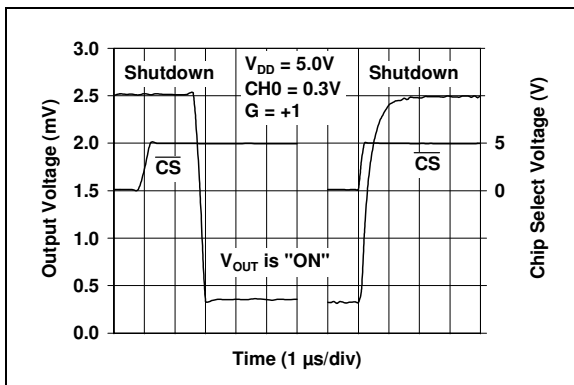 Output Voltage (mV)
3.0
2.5
2.0
1.5
1.0
0.5
0.0
Shutdown
V_DD = 5.0V
CH0 = 0.3V
G = +1
Shutdown
CS
CS
V_OUT is "ON"
5
0
Chip Select Voltage (V)
Time (1 µs/div)